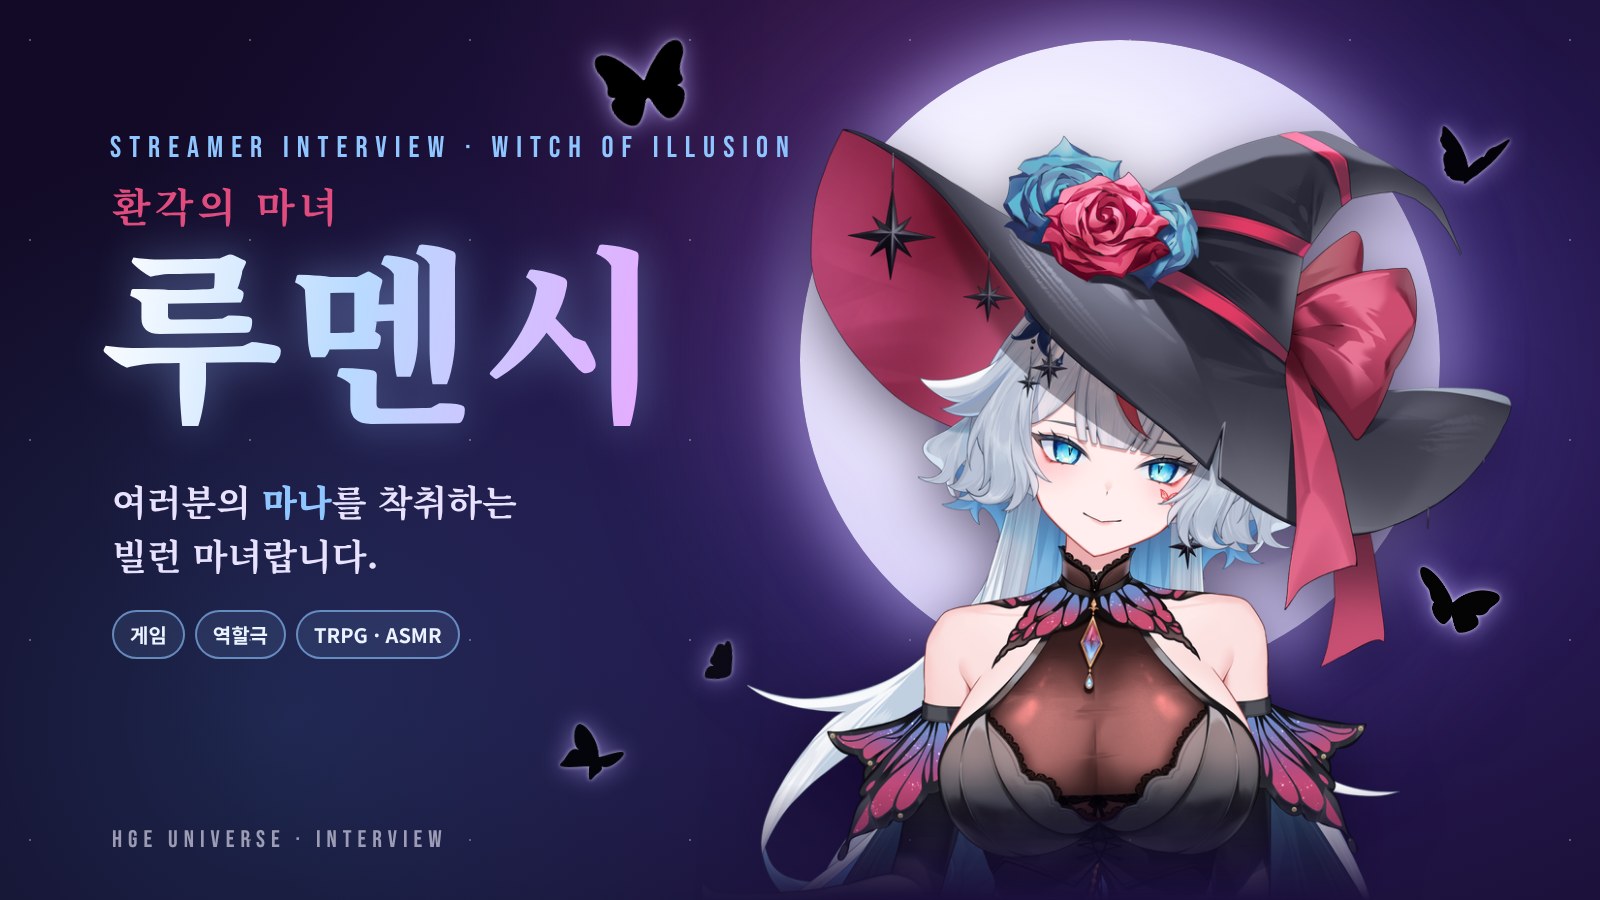 STREAMER INTERVIEW · WITCH OF ILLUSION
환각의 마녀
루멘시
여러분의 마나를 착취하는
빌런 마녀랍니다.
게임 역할극 TRPG · ASMR
HGE UNIVERSE · INTERVIEW